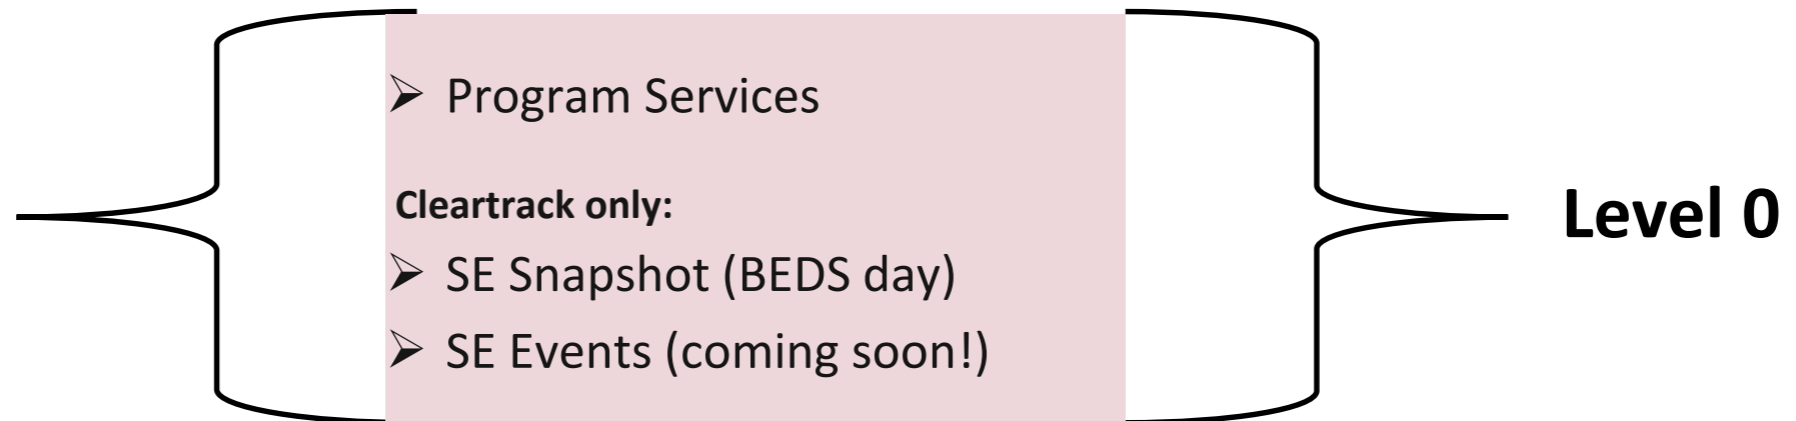 ➢ Program Services
Cleartrack only:
➢ SE Snapshot (BEDS day)
➢ SE Events (coming soon!)
Level 0